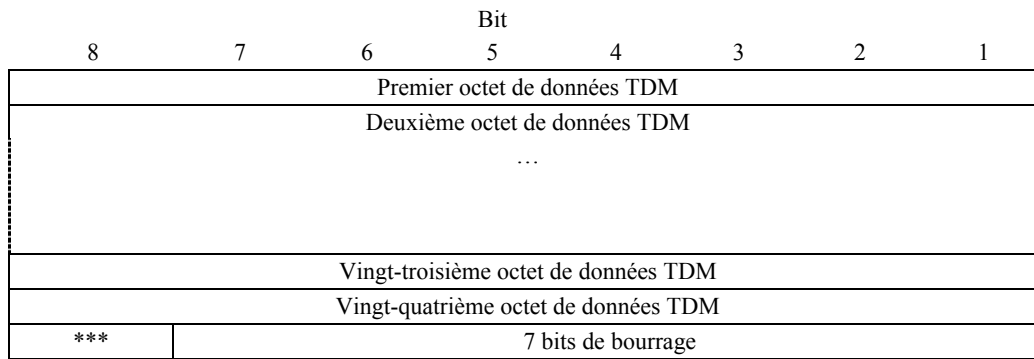 Bit
8 7 6 5 4 3 2 1
Premier octet de données TDM
Deuxième octet de données TDM
…
Vingt-troisième octet de données TDM
Vingt-quatrième octet de données TDM
*** 7 bits de bourrage